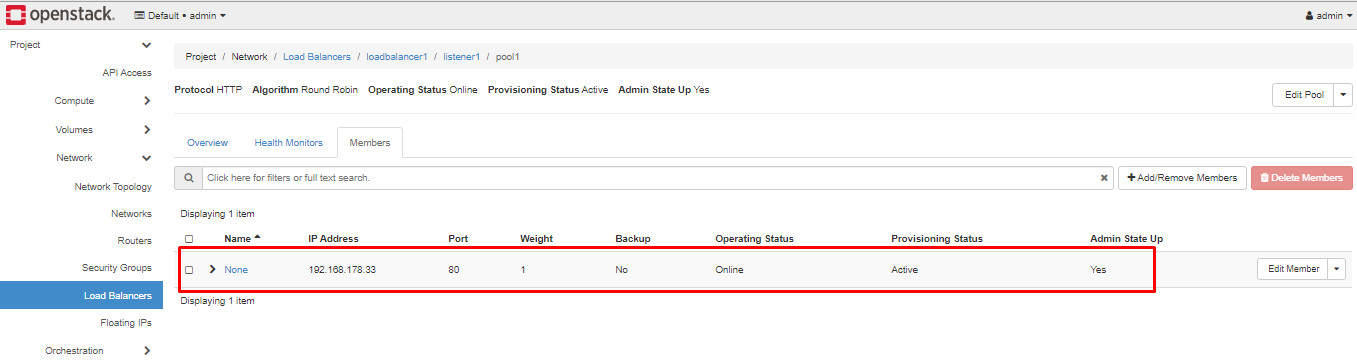 openstack. Default • admin admin
Project
API Access
Compute
Volumes
Network
Network Topology
Networks
Routers
Security Groups
Load Balancers
Floating IPs
Orchestration
Project / Network / Load Balancers / loadbalancer1 / listener1 / pool1
Protocol HTTP Algorithm Round Robin Operating Status Online Provisioning Status Active Admin State Up Yes
Edit Pool
Overview Health Monitors Members
Click here for filters or full text search. Add/Remove Members Delete Members
Displaying 1 item
Name IP Address Port Weight Backup Operating Status Provisioning Status Admin State Up
None 192.168.178.33 80 1 No Online Active Yes Edit Member
Displaying 1 item